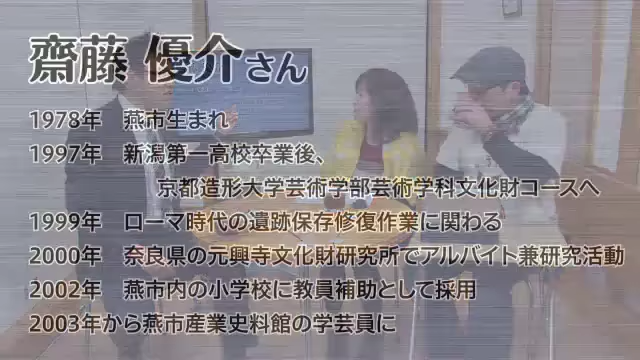 齋藤 優介さん
1978年　燕市生まれ
1997年　新潟第一高校卒業後、
京都造形大学芸術学部芸術学科文化財コースへ
1999年　ローマ時代の遺跡保存修復作業に関わる
2000年　奈良県の元興寺文化財研究所でアルバイト兼研究活動
2002年　燕市内の小学校に教員補助として採用
2003年から燕市産業史料館の学芸員に